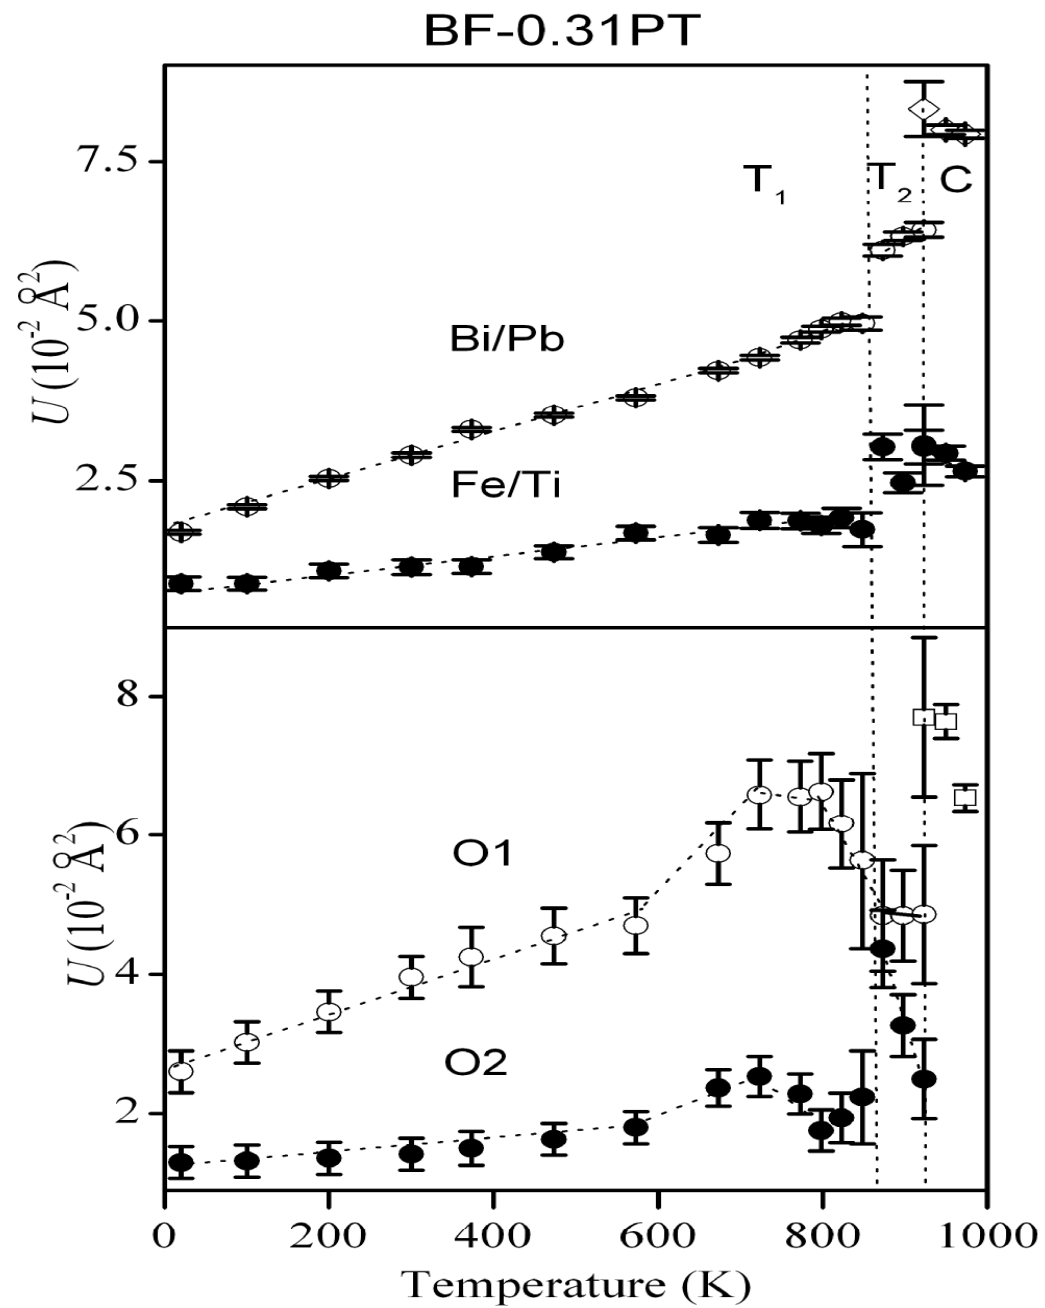 BF-0.31PT
7.5
T₁
T₂
C
U (10⁻² Å²)
5.0
Bi/Pb
2.5
Fe/Ti
8
6
O1
U (10⁻² Å²)
4
O2
2
0 200 400 600 800 1000
Temperature (K)